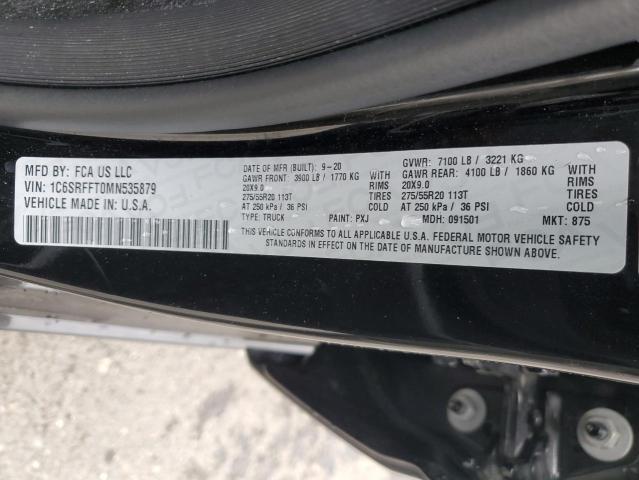 MFD BY: FCA US LLC
VIN: 1C6SRFFT0MN535879
VEHICLE MADE IN: U.S.A.
DATE OF MFR (BUILT): 9-20
GAWR FRONT: 3900 LB / 1770 KG WITH
20X9.0 RIMS
275/55R20 113T TIRES
AT 250 kPa / 36 PSI COLD
GVWR: 7100 LB / 3221 KG
GAWR REAR: 4100 LB / 1860 KG WITH
20X9.0 RIMS
275/55R20 113T TIRES
AT 250 kPa / 36 PSI COLD
TYPE: TRUCK PAINT: PXJ MDH: 091501 MKT: 875
THIS VEHICLE CONFORMS TO ALL APPLICABLE U.S.A. FEDERAL MOTOR VEHICLE SAFETY
STANDARDS IN EFFECT ON THE DATE OF MANUFACTURE SHOWN ABOVE.